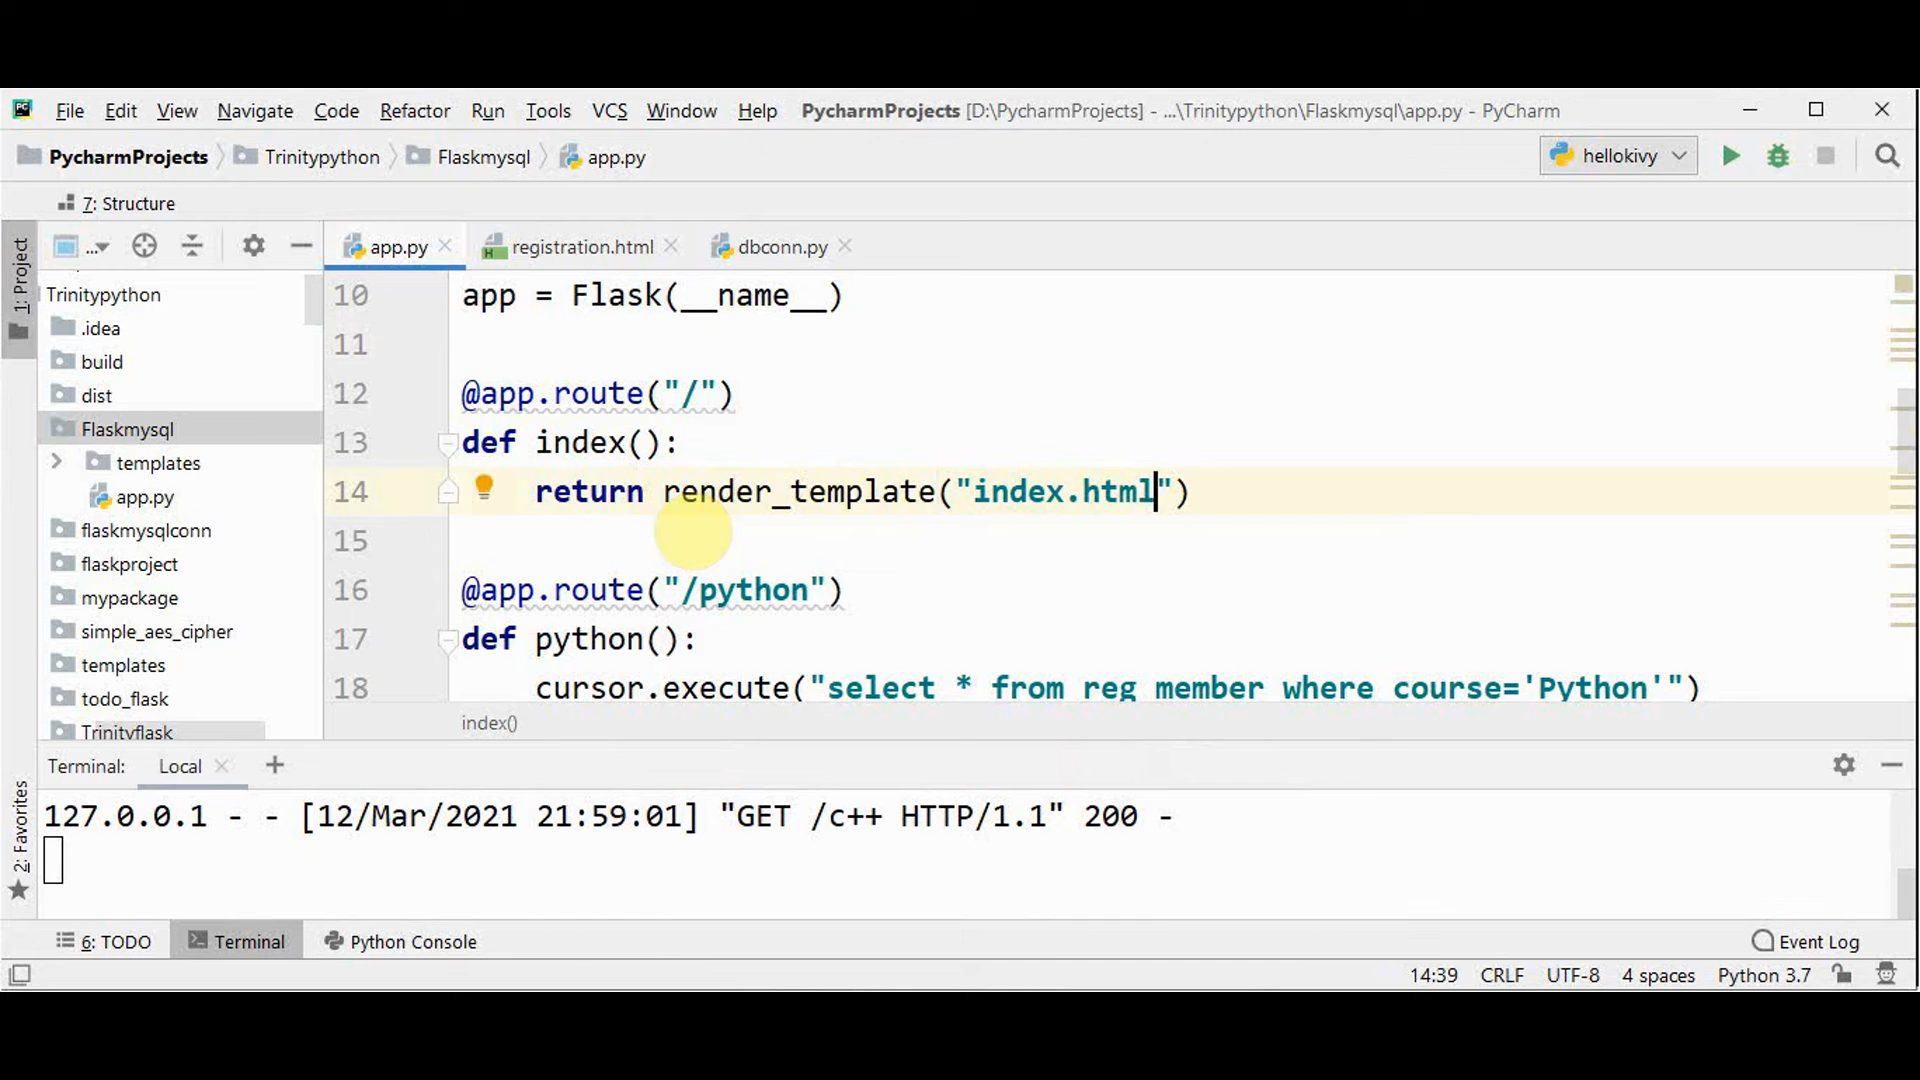 File Edit View Navigate Code Refactor Run Tools VCS Window Help PycharmProjects [D:\PycharmProjects] - ...\Trinitypython\Flaskmysql\app.py - PyCharm
PycharmProjects Trinitypython Flaskmysql app.py hellokivy
7: Structure
1: Project
... app.py registration.html dbconn.py
Trinitypython
.idea
build
dist
Flaskmysql
templates
app.py
flaskmysqlconn
flaskproject
mypackage
simple_aes_cipher
templates
todo_flask
Trinityflask
10 app = Flask(__name__)
11
12 @app.route("/")
13 def index():
14 return render_template("index.html")
15
16 @app.route("/python")
17 def python():
18 cursor.execute("select * from reg_member where course='Python'")
index()
Terminal: Local +
127.0.0.1 - - [12/Mar/2021 21:59:01] "GET /c++ HTTP/1.1" 200 -
2: Favorites
6: TODO Terminal Python Console Event Log
14:39 CRLF UTF-8 4 spaces Python 3.7